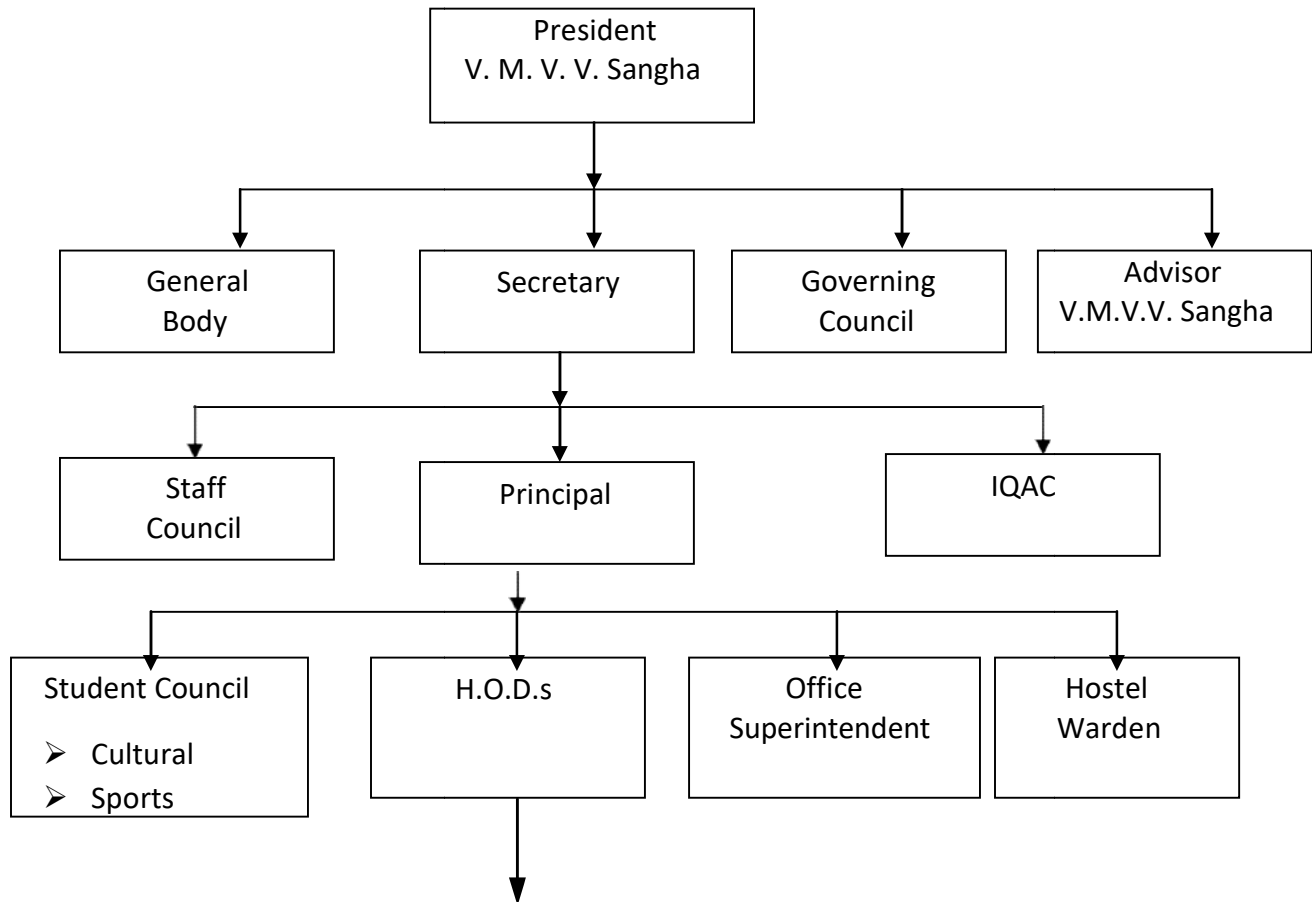 President
V. M. V. V. Sangha
General
Body
Secretary
Governing
Council
Advisor
V.M.V.V. Sangha
Staff
Council
Principal
IQAC
Student Council
➢ Cultural
➢ Sports
H.O.D.s
Office
Superintendent
Hostel
Warden